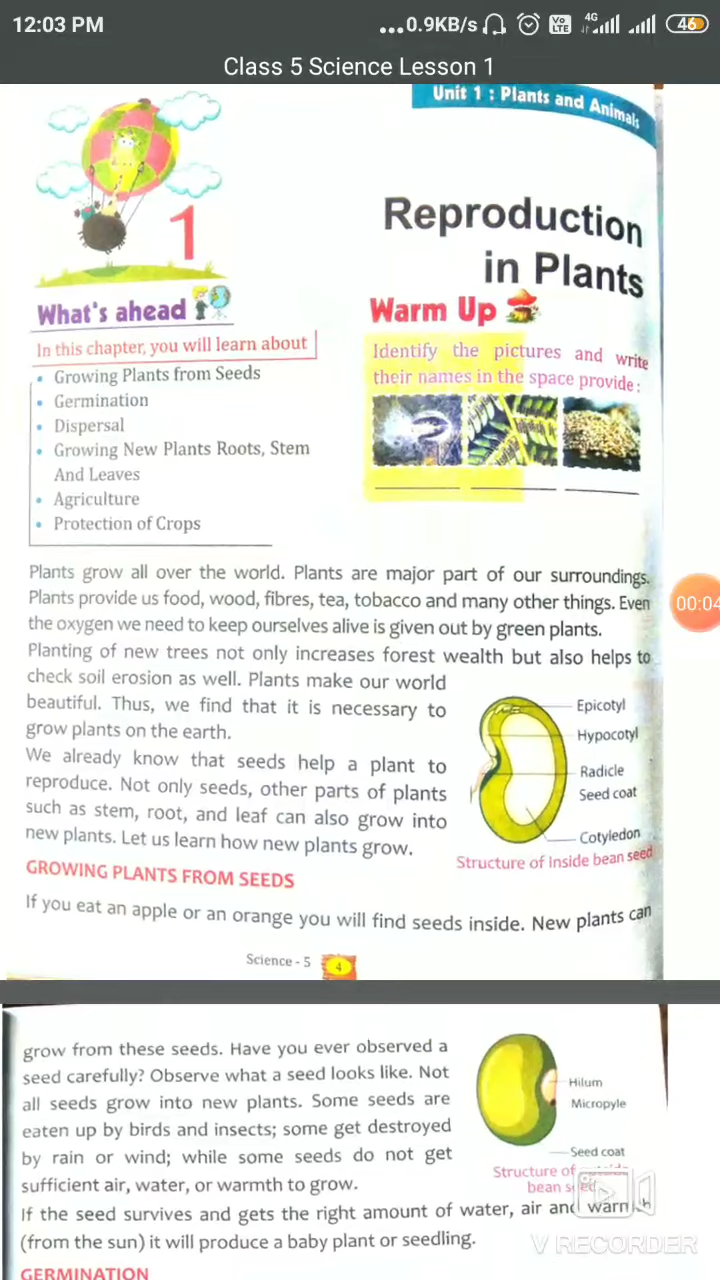 12:03 PM
...0.9KB/s
Vo LTE
4G
46
Class 5 Science Lesson 1
Unit 1 : Plants and Animals
1
Reproduction
in Plants
What's ahead
In this chapter, you will learn about
• Growing Plants from Seeds
• Germination
• Dispersal
• Growing New Plants Roots, Stem
And Leaves
• Agriculture
• Protection of Crops
Warm Up
Identify the pictures and write
their names in the space provide :
Plants grow all over the world. Plants are major part of our surroundings.
Plants provide us food, wood, fibres, tea, tobacco and many other things. Even
the oxygen we need to keep ourselves alive is given out by green plants.
Planting of new trees not only increases forest wealth but also helps to
check soil erosion as well. Plants make our world
beautiful. Thus, we find that it is necessary to
grow plants on the earth.
We already know that seeds help a plant to
reproduce. Not only seeds, other parts of plants
such as stem, root, and leaf can also grow into
new plants. Let us learn how new plants grow.
Epicotyl
Hypocotyl
Radicle
Seed coat
Cotyledon
Structure of Inside bean seed
00:04
GROWING PLANTS FROM SEEDS
If you eat an apple or an orange you will find seeds inside. New plants can
Science - 5
4
grow from these seeds. Have you ever observed a
seed carefully? Observe what a seed looks like. Not
all seeds grow into new plants. Some seeds are
eaten up by birds and insects; some get destroyed
by rain or wind; while some seeds do not get
sufficient air, water, or warmth to grow.
Hilum
Micropyle
Seed coat
Structure of
bean seed
If the seed survives and gets the right amount of water, air and warmth
(from the sun) it will produce a baby plant or seedling.
V RECORDER
GERMINATION